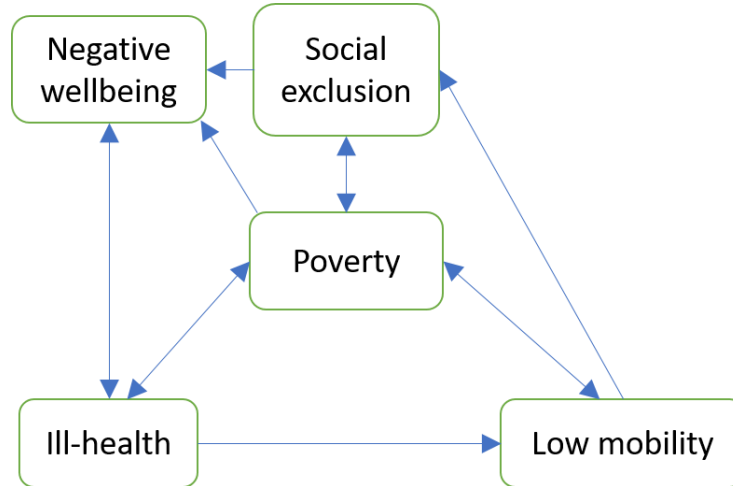 Negative
wellbeing
Social
exclusion
Poverty
Ill-health
Low mobility